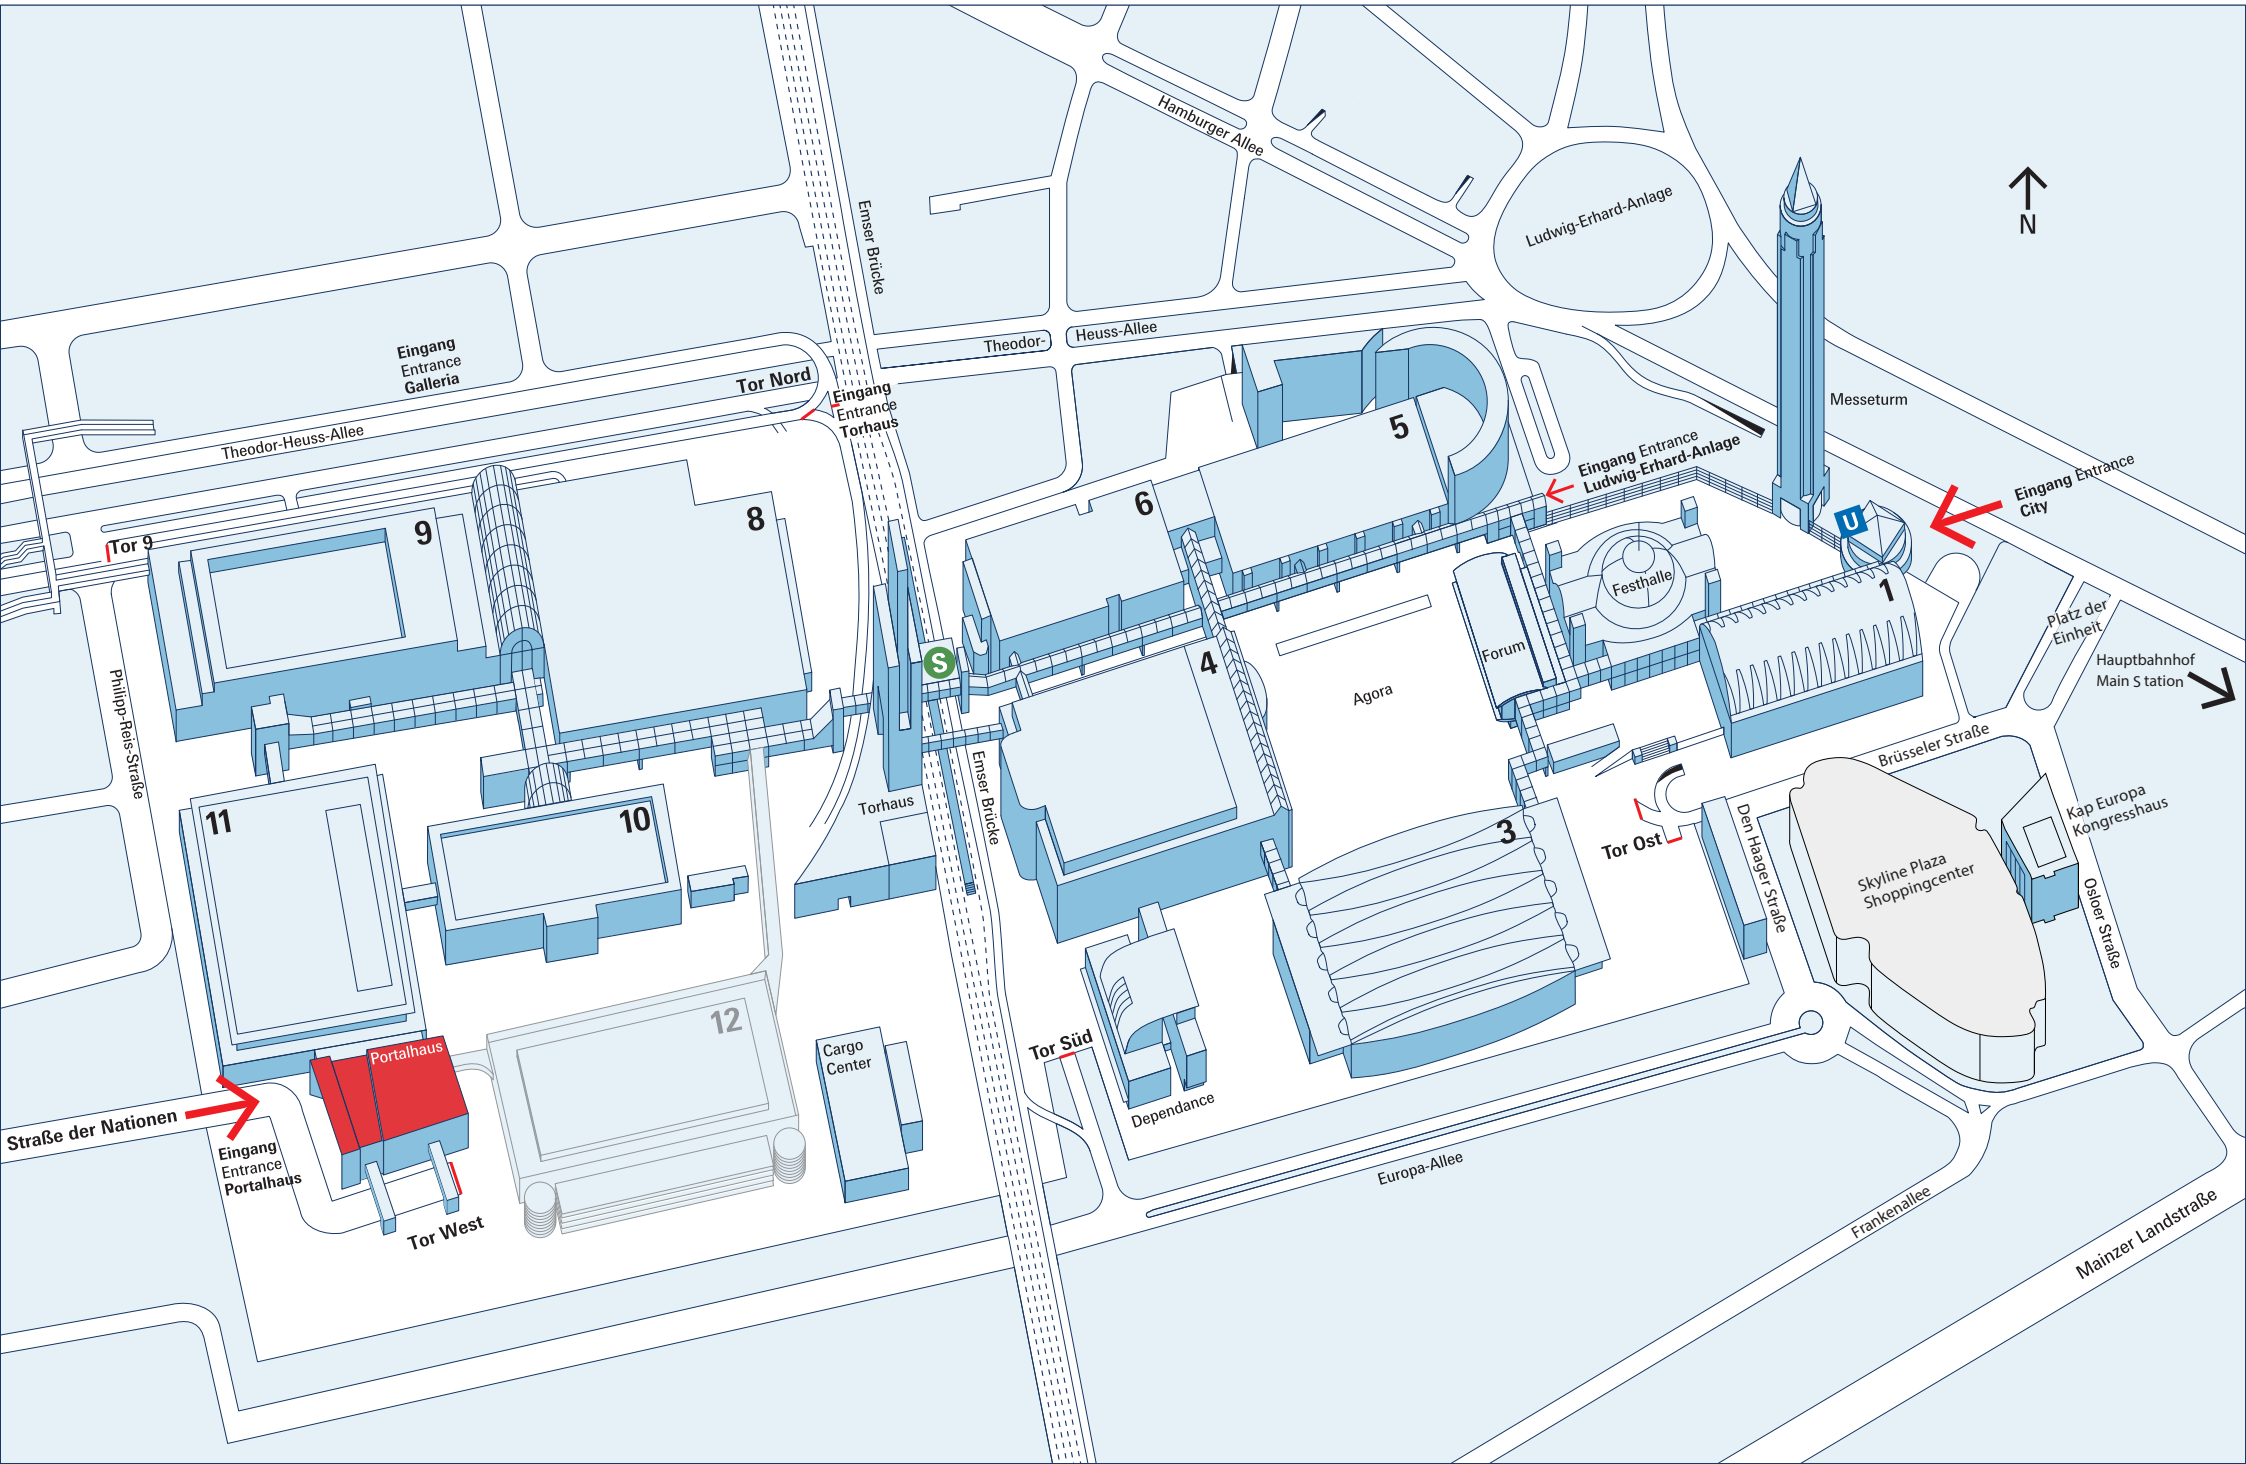 Hamburger Allee
Ludwig-Erhard-Anlage
N
Emser Brücke
Theodor-
Heuss-Allee
Eingang
Entrance
Galleria
Tor Nord
Eingang
Entrance
Torhaus
Theodor-Heuss-Allee
Messeturm
Eingang Entrance
Ludwig-Erhard-Anlage
Eingang Entrance
City
U
5
6
8
9
Tor 9
Festhalle
1
Platz der
Einheit
Hauptbahnhof
Main S tation
S
4
Forum
Agora
Philipp-Reis-Straße
Brüsseler Straße
Emser Brücke
Torhaus
11
10
3
Tor Ost
Den Haager Straße
Kap Europa
Kongresshaus
Skyline Plaza
Shoppingcenter
Osloer Straße
12
Portalhaus
Cargo
Center
Tor Süd
Dependance
Straße der Nationen
Eingang
Entrance
Portalhaus
Tor West
Europa-Allee
Frankenallee
Mainzer Landstraße